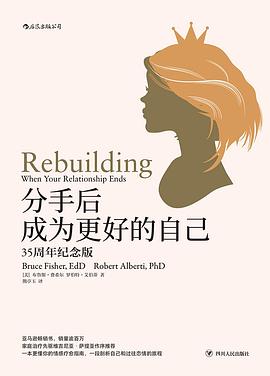 后浪出版公司
Rebuilding
When Your Relationship Ends
分手后
成为更好的自己
35周年纪念版
Bruce Fisher, EdD Robert Alberti, PhD
[美] 布鲁斯·费希尔 罗伯特·艾伯蒂 著
熊亭玉 译
亚马逊畅销书,销量逾百万
家庭治疗先驱维吉尼亚·萨提亚作序推荐
一本更懂你的情感疗愈指南,一段剖析自己和过往恋情的旅程
四川人民出版社